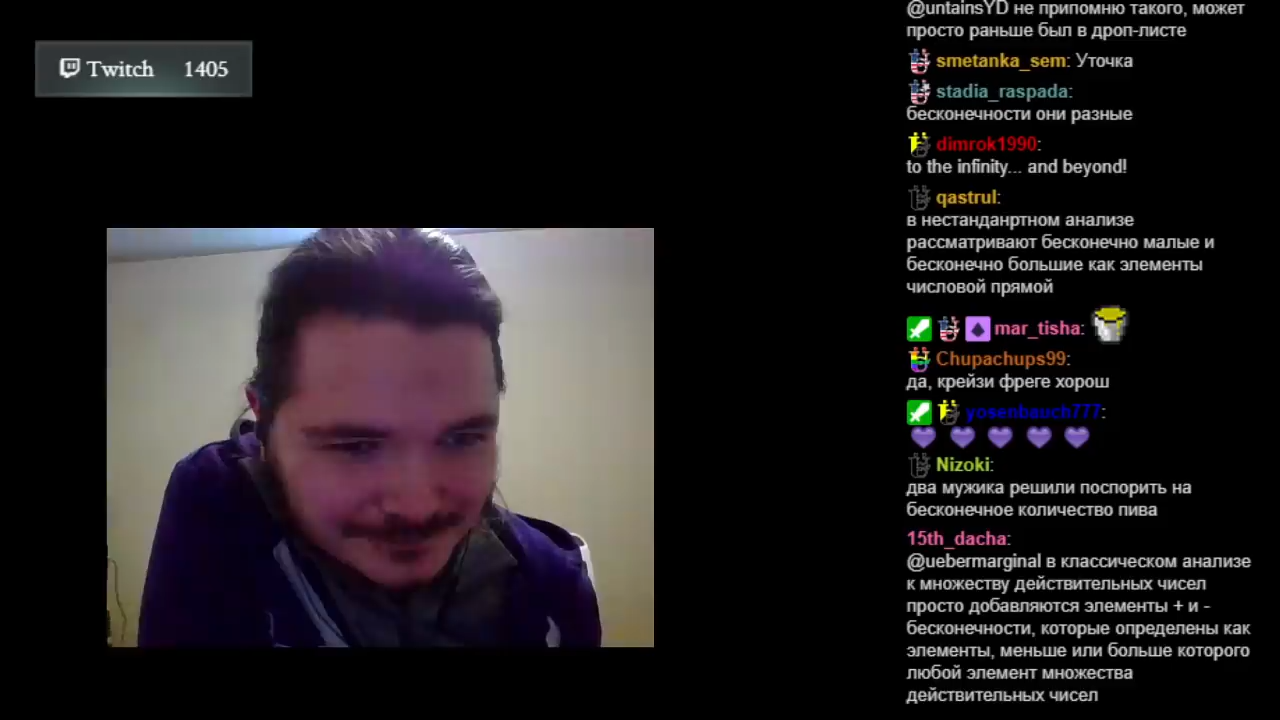 Twitch 1405
@untainsYD не припомню такого, может
просто раньше был в дроп-листе
smetanka_sem: Уточка
stadia_raspada:
бесконечности они разные
dimrok1990:
to the infinity... and beyond!
qastrul:
в нестанданртном анализе
рассматривают бесконечно малые и
бесконечно большие как элементы
числовой прямой
mar_tisha:
Chupachups99:
да, крейзи фреге хорош
yosenbauch777:
Nizoki:
два мужика решили поспорить на
бесконечное количество пива
15th_dacha:
@uebermarginal в классическом анализе
к множеству действительных чисел
просто добавляются элементы + и -
бесконечности, которые определены как
элементы, меньше или больше которого
любой элемент множества
действительных чисел